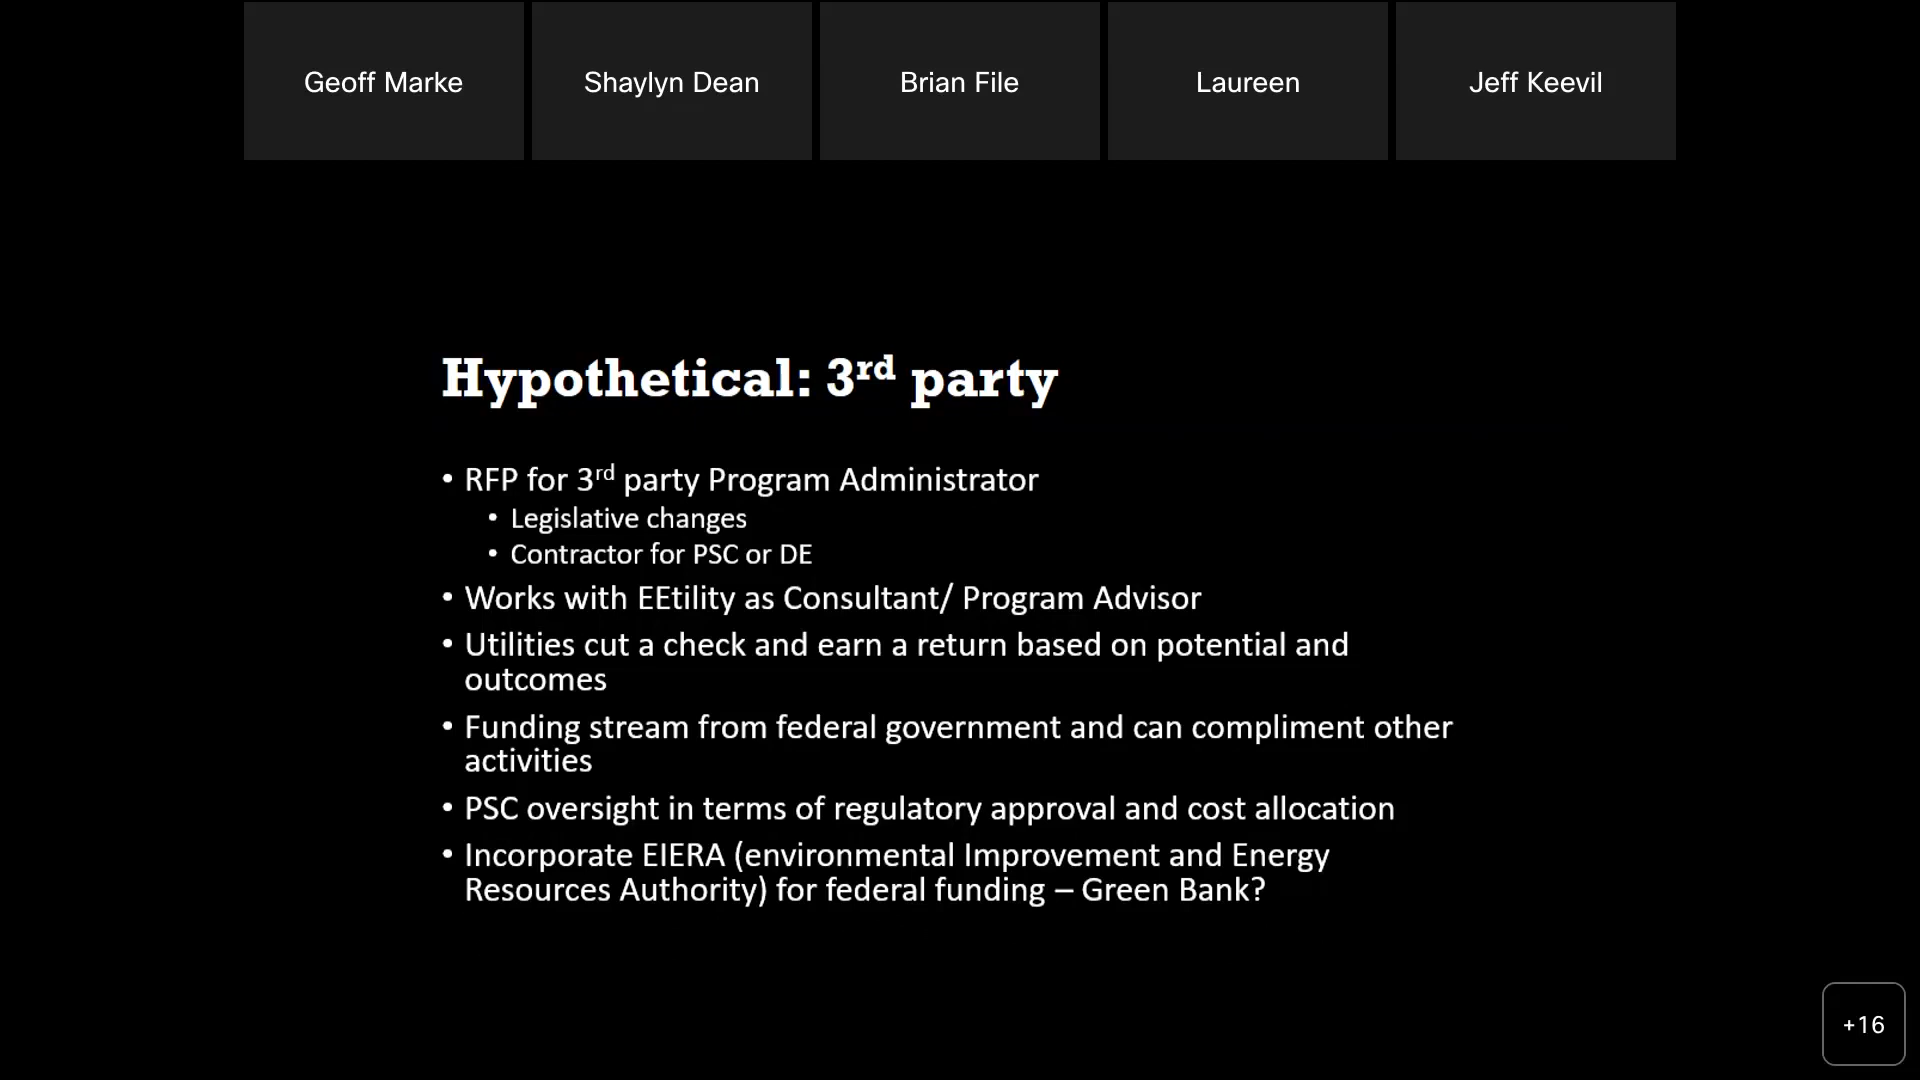 Geoff Marke
Shaylyn Dean
Brian File
Laureen
Jeff Keevil
Hypothetical: 3rd party
• RFP for 3rd party Program Administrator
• Legislative changes
• Contractor for PSC or DE
• Works with EEtility as Consultant/ Program Advisor
• Utilities cut a check and earn a return based on potential and
outcomes
• Funding stream from federal government and can compliment other
activities
• PSC oversight in terms of regulatory approval and cost allocation
• Incorporate EIERA (environmental Improvement and Energy
Resources Authority) for federal funding – Green Bank?
+16